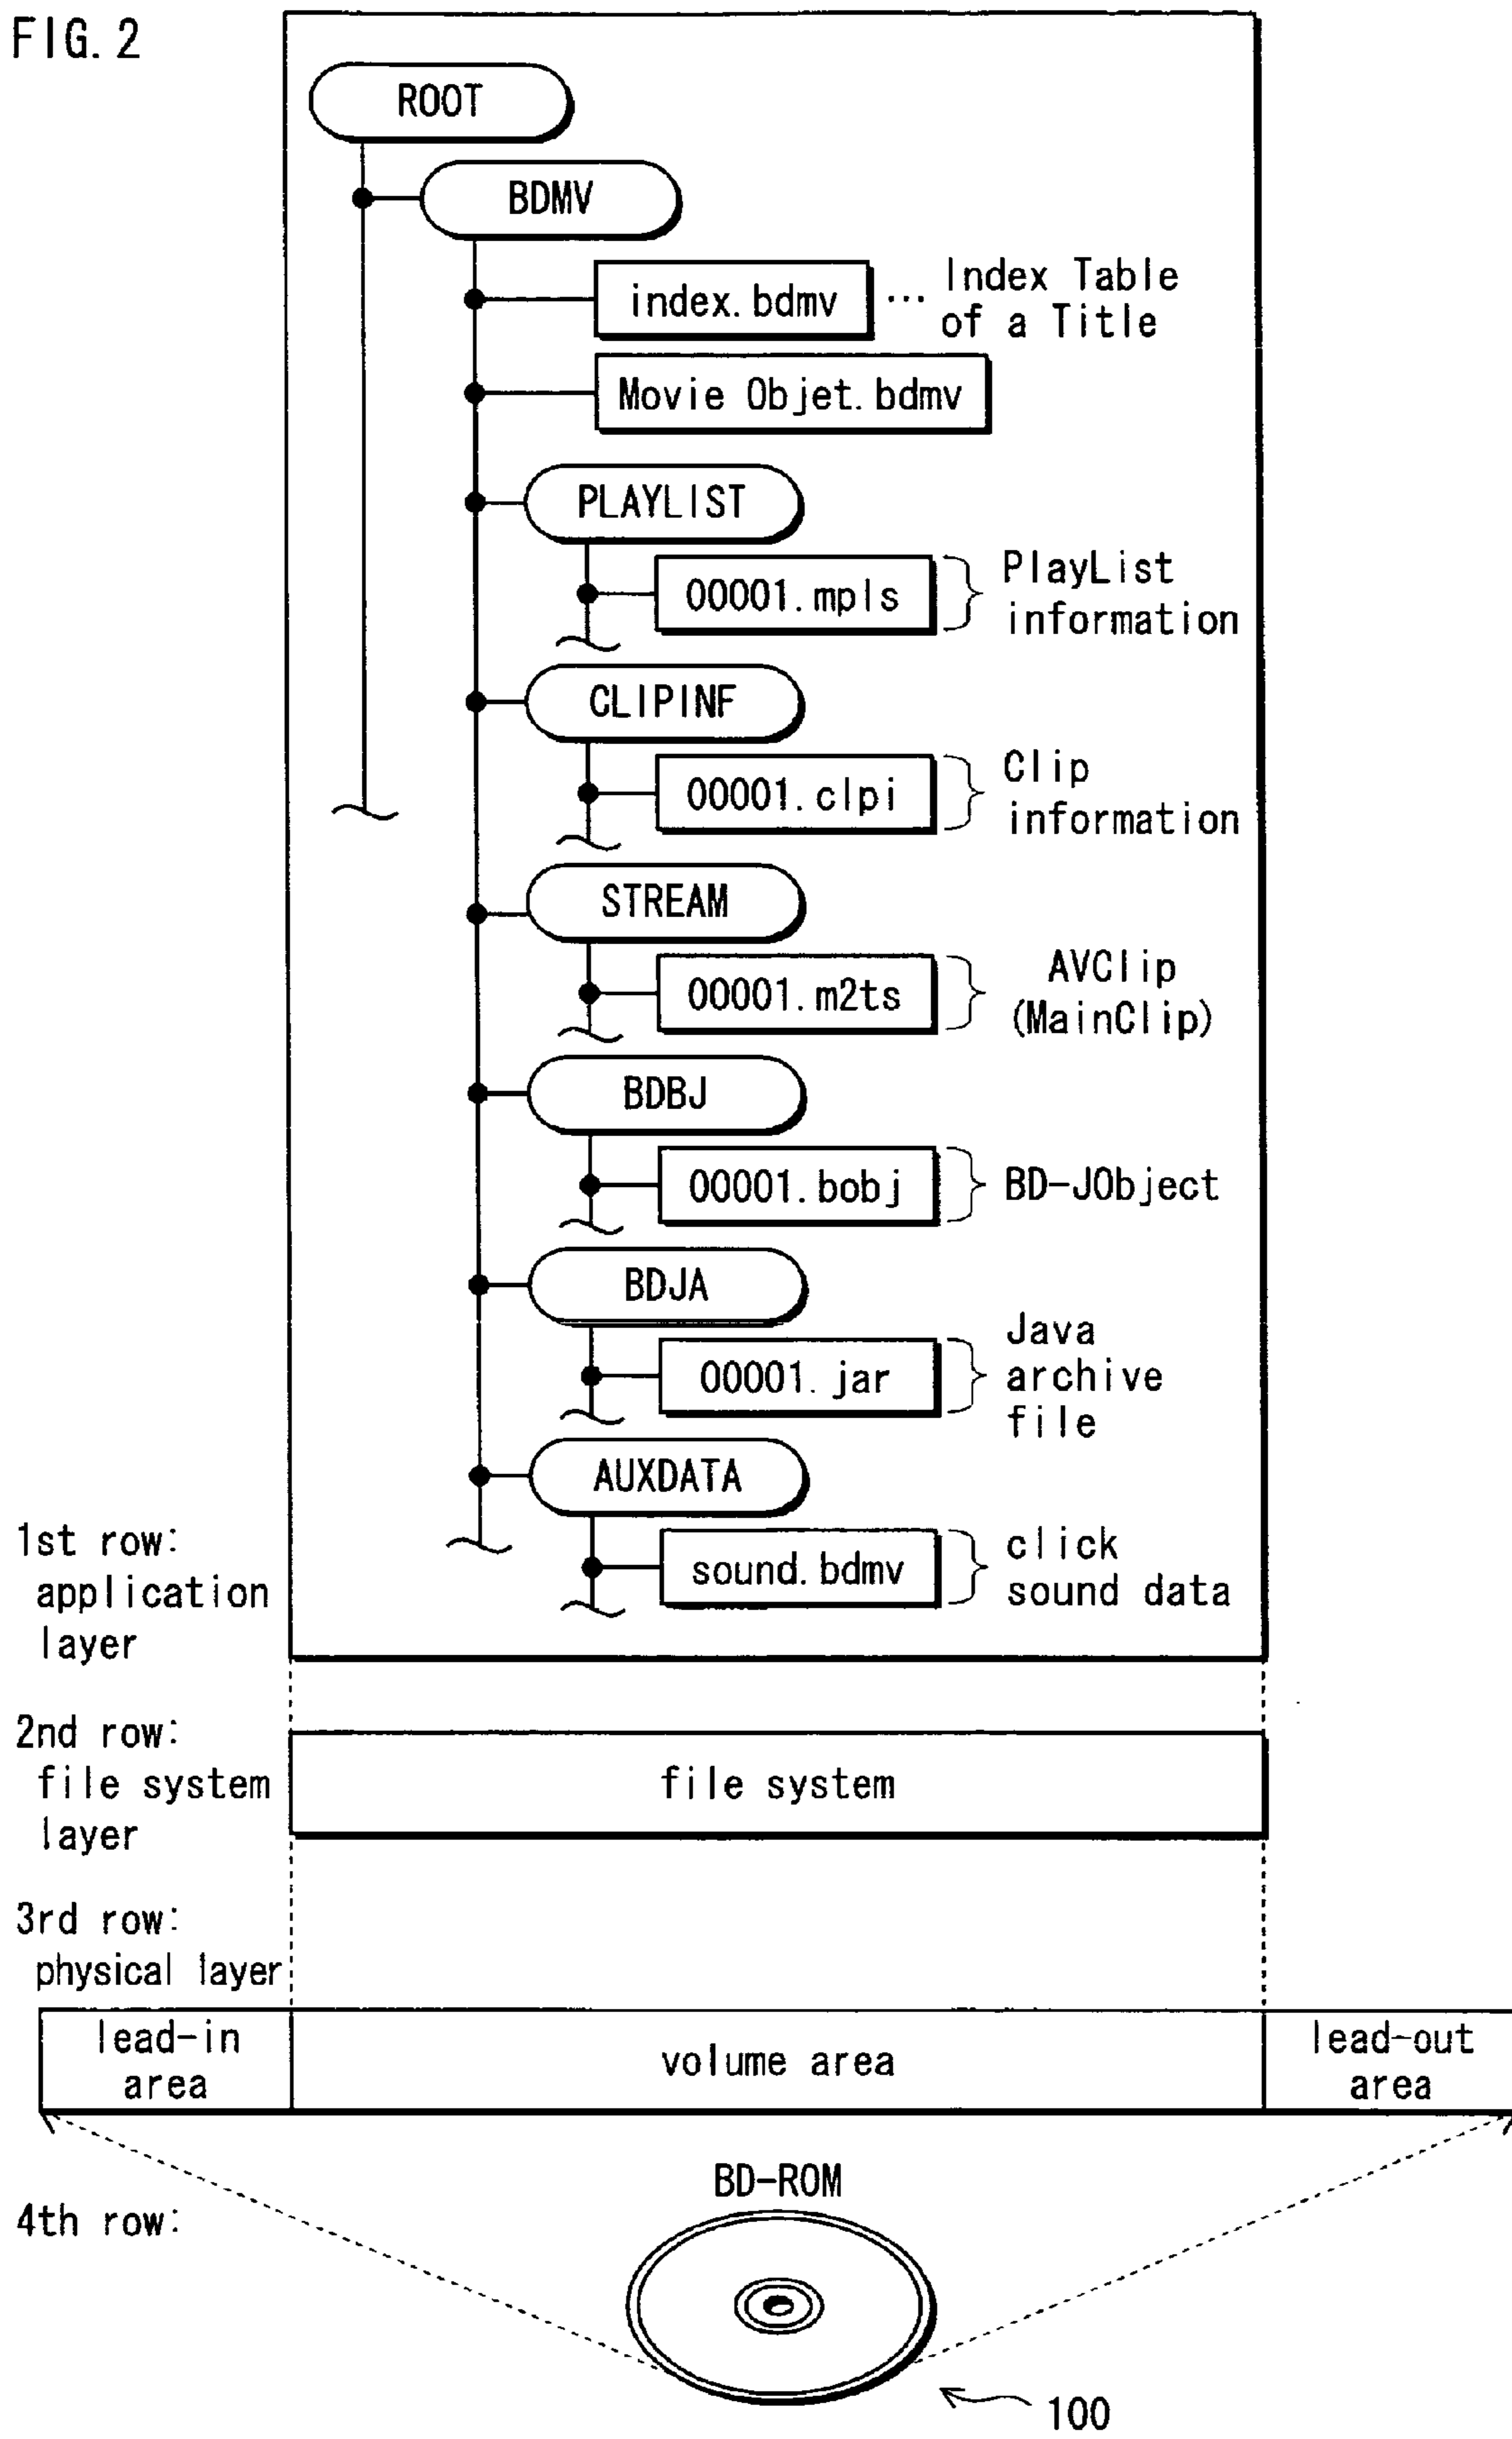 FIG. 2
ROOT
BDMV
index.bdmv
... Index Table
of a Title
Movie Objet.bdmv
PLAYLIST
00001.mpls
PlayList
information
CLIPINF
00001.clpi
Clip
information
STREAM
00001.m2ts
AVClip
(MainClip)
BDBJ
00001.bobj
BD-JObject
BDJA
00001.jar
Java
archive
file
AUXDATA
sound.bdmv
click
sound data
1st row:
application
layer
2nd row:
file system
layer
file system
3rd row:
physical layer
lead-in
area
volume area
lead-out
area
BD-ROM
4th row:
100